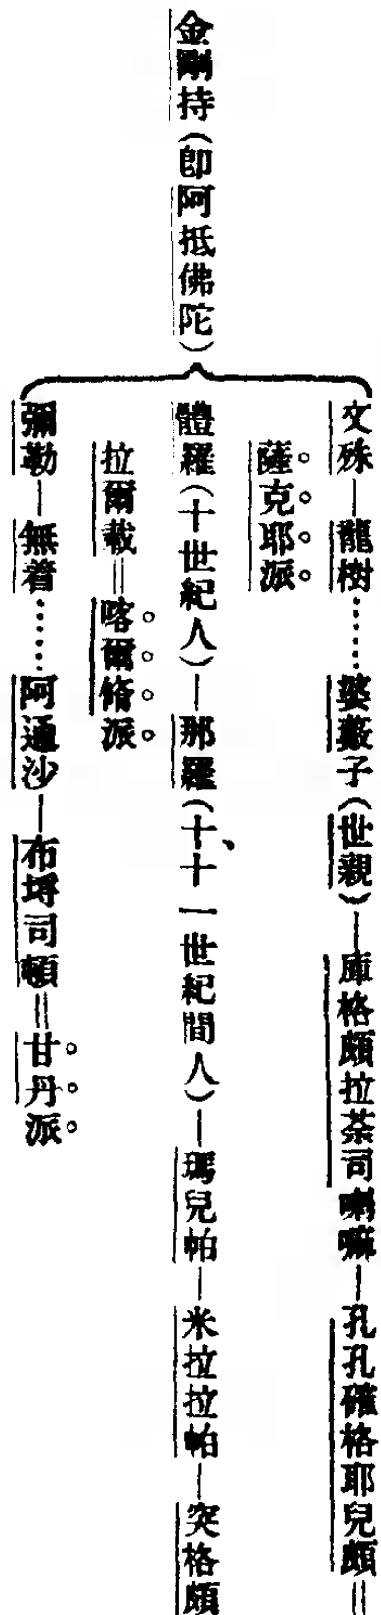 金剛持(卽阿抵佛陀)
文殊—龍樹……婆藪子(世親)—庫格頗拉荼司喇嘛—孔孔確格耶兒頗＝
薩克耶派
體羅(十世紀人)—那羅(十、十一世紀間人)—瑪兒帕—米拉拉帕—突格頗
拉爾載＝喀爾脩派
彌勒—無着……阿通沙—布埒司頓＝甘丹派